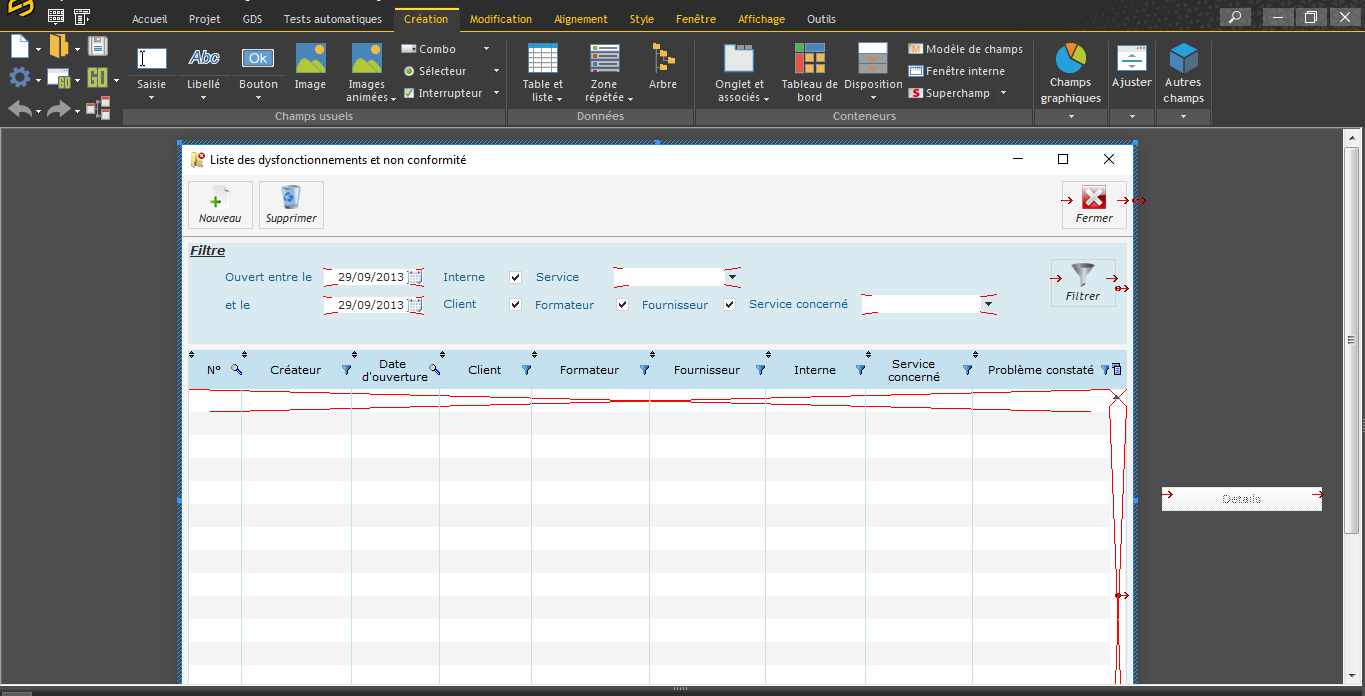 Accueil Projet GDS Tests automatiques Création Modification Alignement Style Fenêtre Affichage Outils
Saisie Libellé Bouton Image Images animées
Abc Ok
Combo
Sélecteur
Interrupteur
Champs usuels
Table et liste Zone répétée Arbre
Données
Onglet et associés Tableau de bord Disposition
Modèle de champs
Fenêtre interne
Superchamp
Conteneurs
Champs graphiques
Ajuster
Autres champs
GO
GO
Liste des dysfonctionnements et non conformité
Nouveau Supprimer Fermer
Filtre
Ouvert entre le 29/09/2013 Interne Service
et le 29/09/2013 Client Formateur Fournisseur Service concerné
Filtrer
N° Créateur Date d'ouverture Client Formateur Fournisseur Interne Service concerné Problème constaté
Details